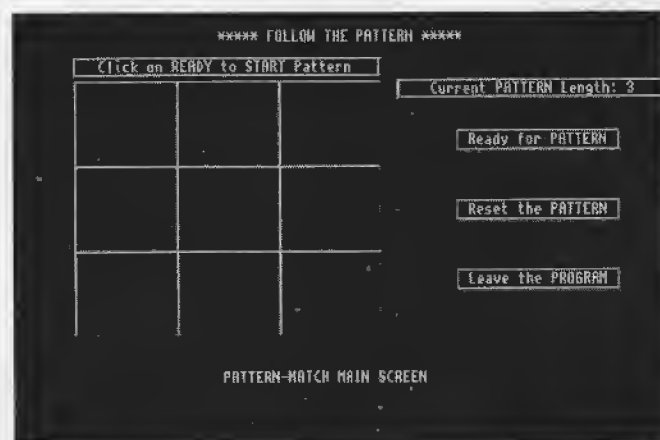 ***** FOLLOW THE PATTERN *****
Click on READY to START Pattern
Current PATTERN Length: 3
Ready for PATTERN
Reset the PATTERN
Leave the PROGRAM
PATTERN-MATCH MAIN SCREEN